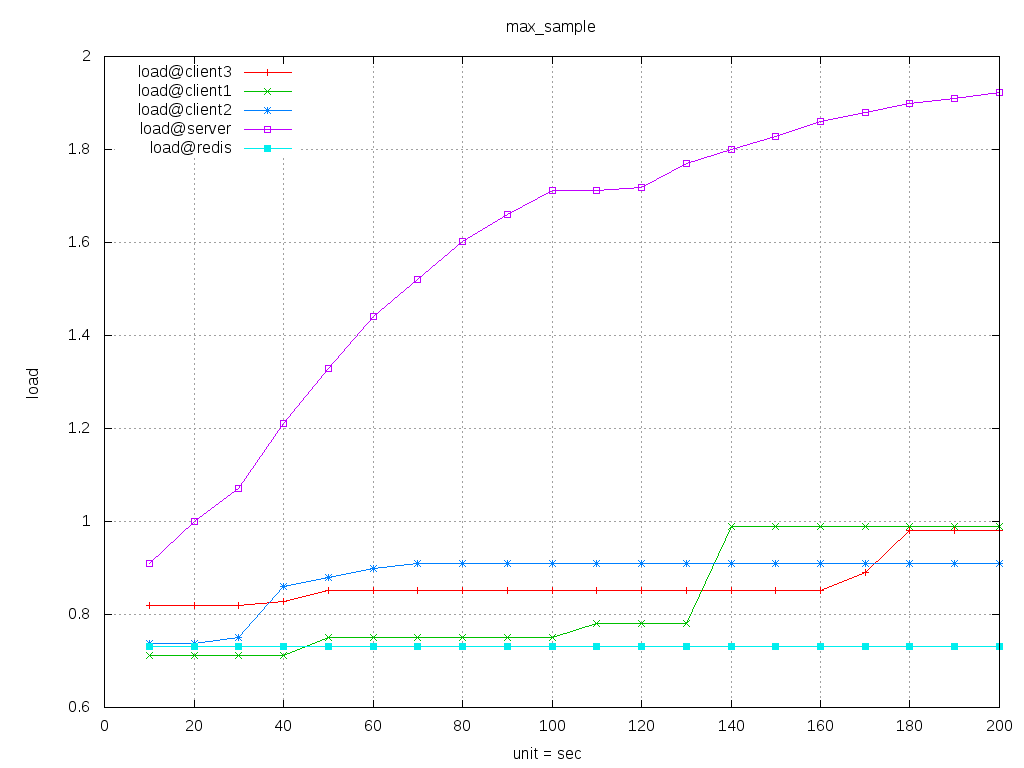 max_sample
load@client3
load@client1
load@client2
load@server
load@redis
2
1.8
1.6
1.4
1.2
1
0.8
0.6
load
0 20 40 60 80 100 120 140 160 180 200
unit = sec